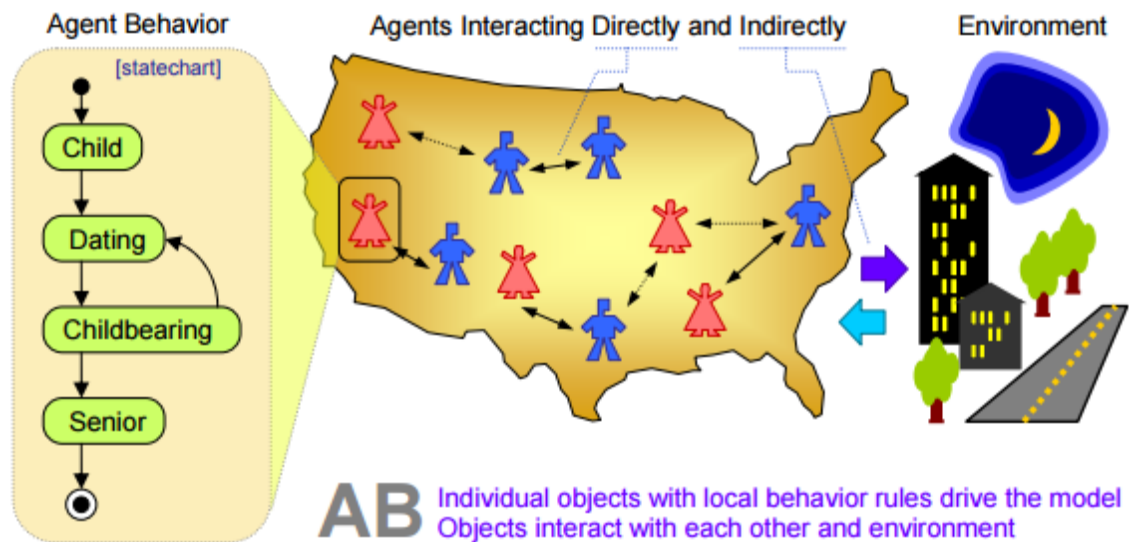 Agent Behavior
Agents Interacting Directly and Indirectly
Environment
[statechart]
Child
Dating
Childbearing
Senior
AB
Individual objects with local behavior rules drive the model
Objects interact with each other and environment